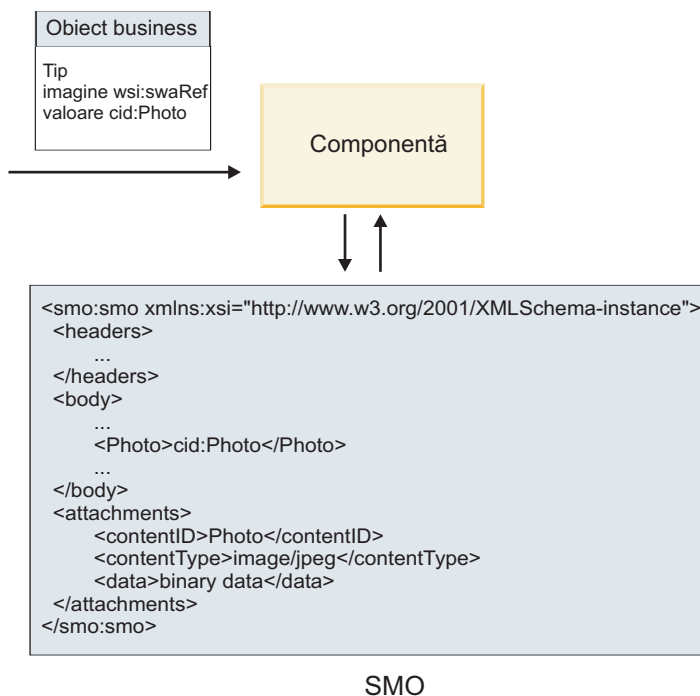 Obiect business
Tip
imagine wsi:swaRef
valoare cid:Photo
Componentă
<smo:smo xmlns:xsi="http://www.w3.org/2001/XMLSchema-instance">
<headers>
...
</headers>
<body>
...
<Photo>cid:Photo</Photo>
...
</body>
<attachments>
<contentID>Photo</contentID>
<contentType>image/jpeg</contentType>
<data>binary data</data>
</attachments>
</smo:smo>
SMO